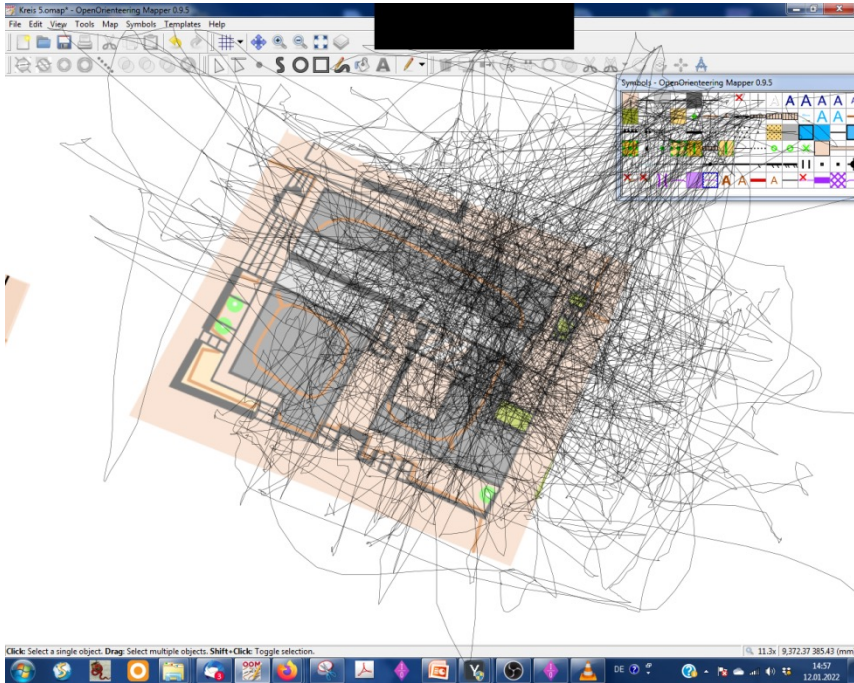 Kreis 5.omap* - OpenOrienteering Mapper 0.9.5
File Edit View Tools Map Symbols Templates Help
Symbols - OpenOrienteering Mapper 0.9.5
Click: Select a single object. Drag: Select multiple objects. Shift+Click: Toggle selection.
11.3x 9,372.37 385.43 (mm
DE
14:57
12.01.2022